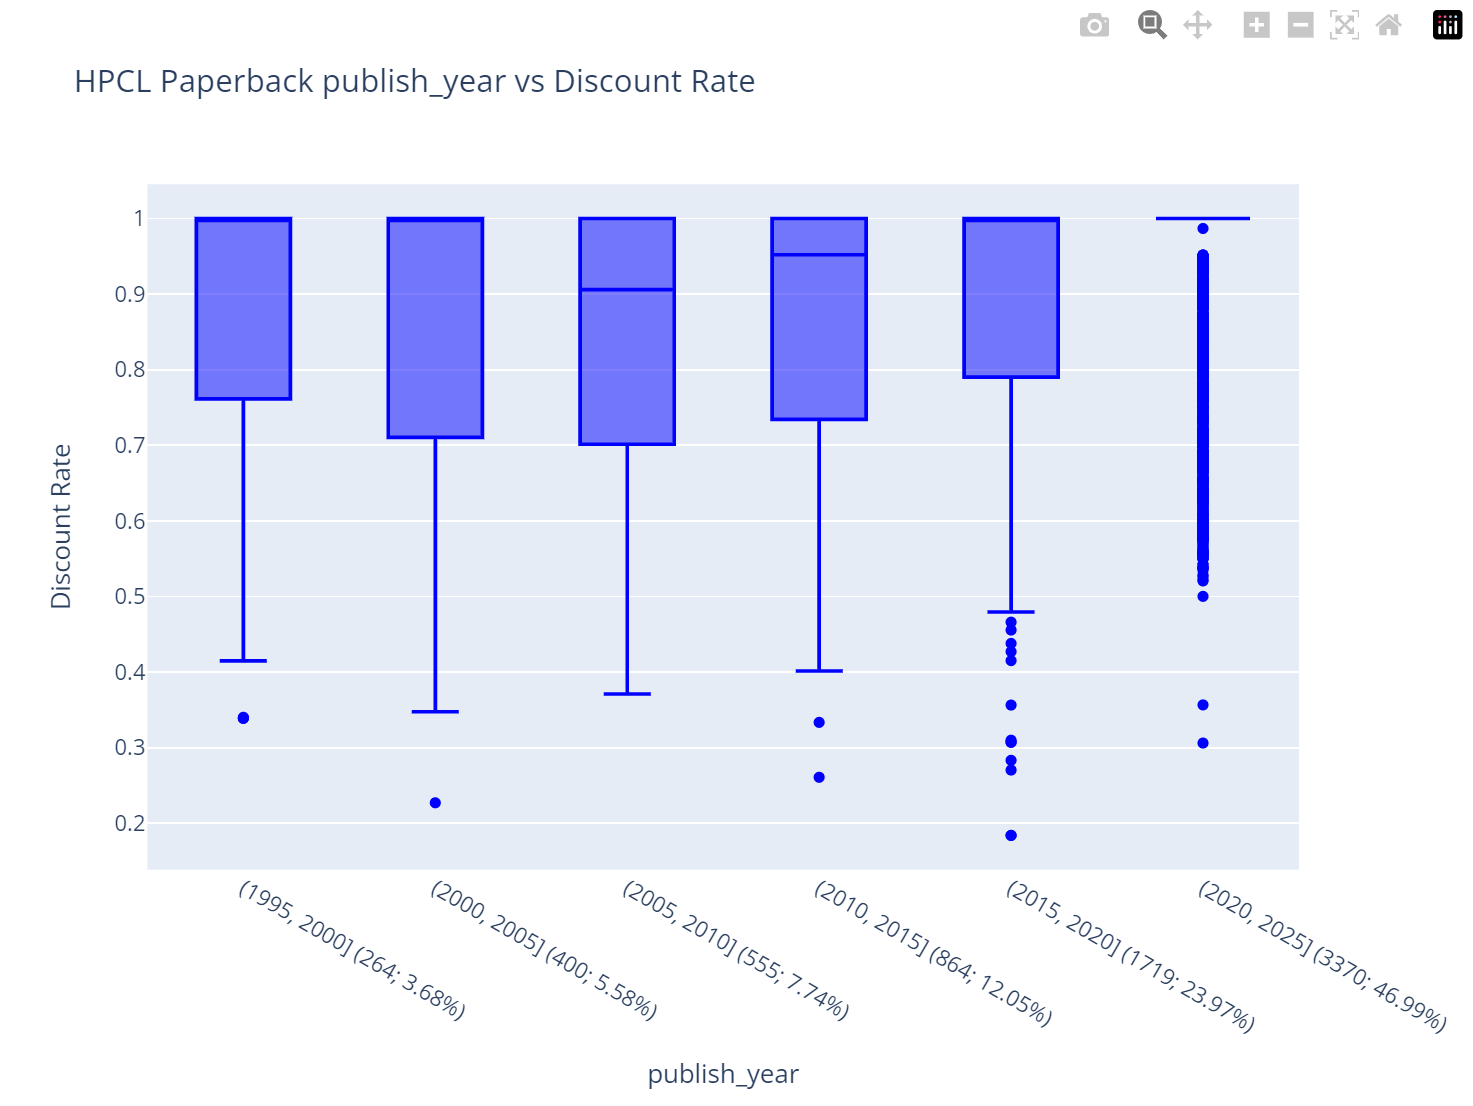 HPCL Paperback publish_year vs Discount Rate
1
0.9
0.8
0.7
0.6
0.5
0.4
0.3
0.2
Discount Rate
(1995, 2000] (264; 3.68%)
(2000, 2005] (400; 5.58%)
(2005, 2010] (555; 7.74%)
(2010, 2015] (864; 12.05%)
(2015, 2020] (1719; 23.97%)
(2020, 2025] (3370; 46.99%)
publish_year